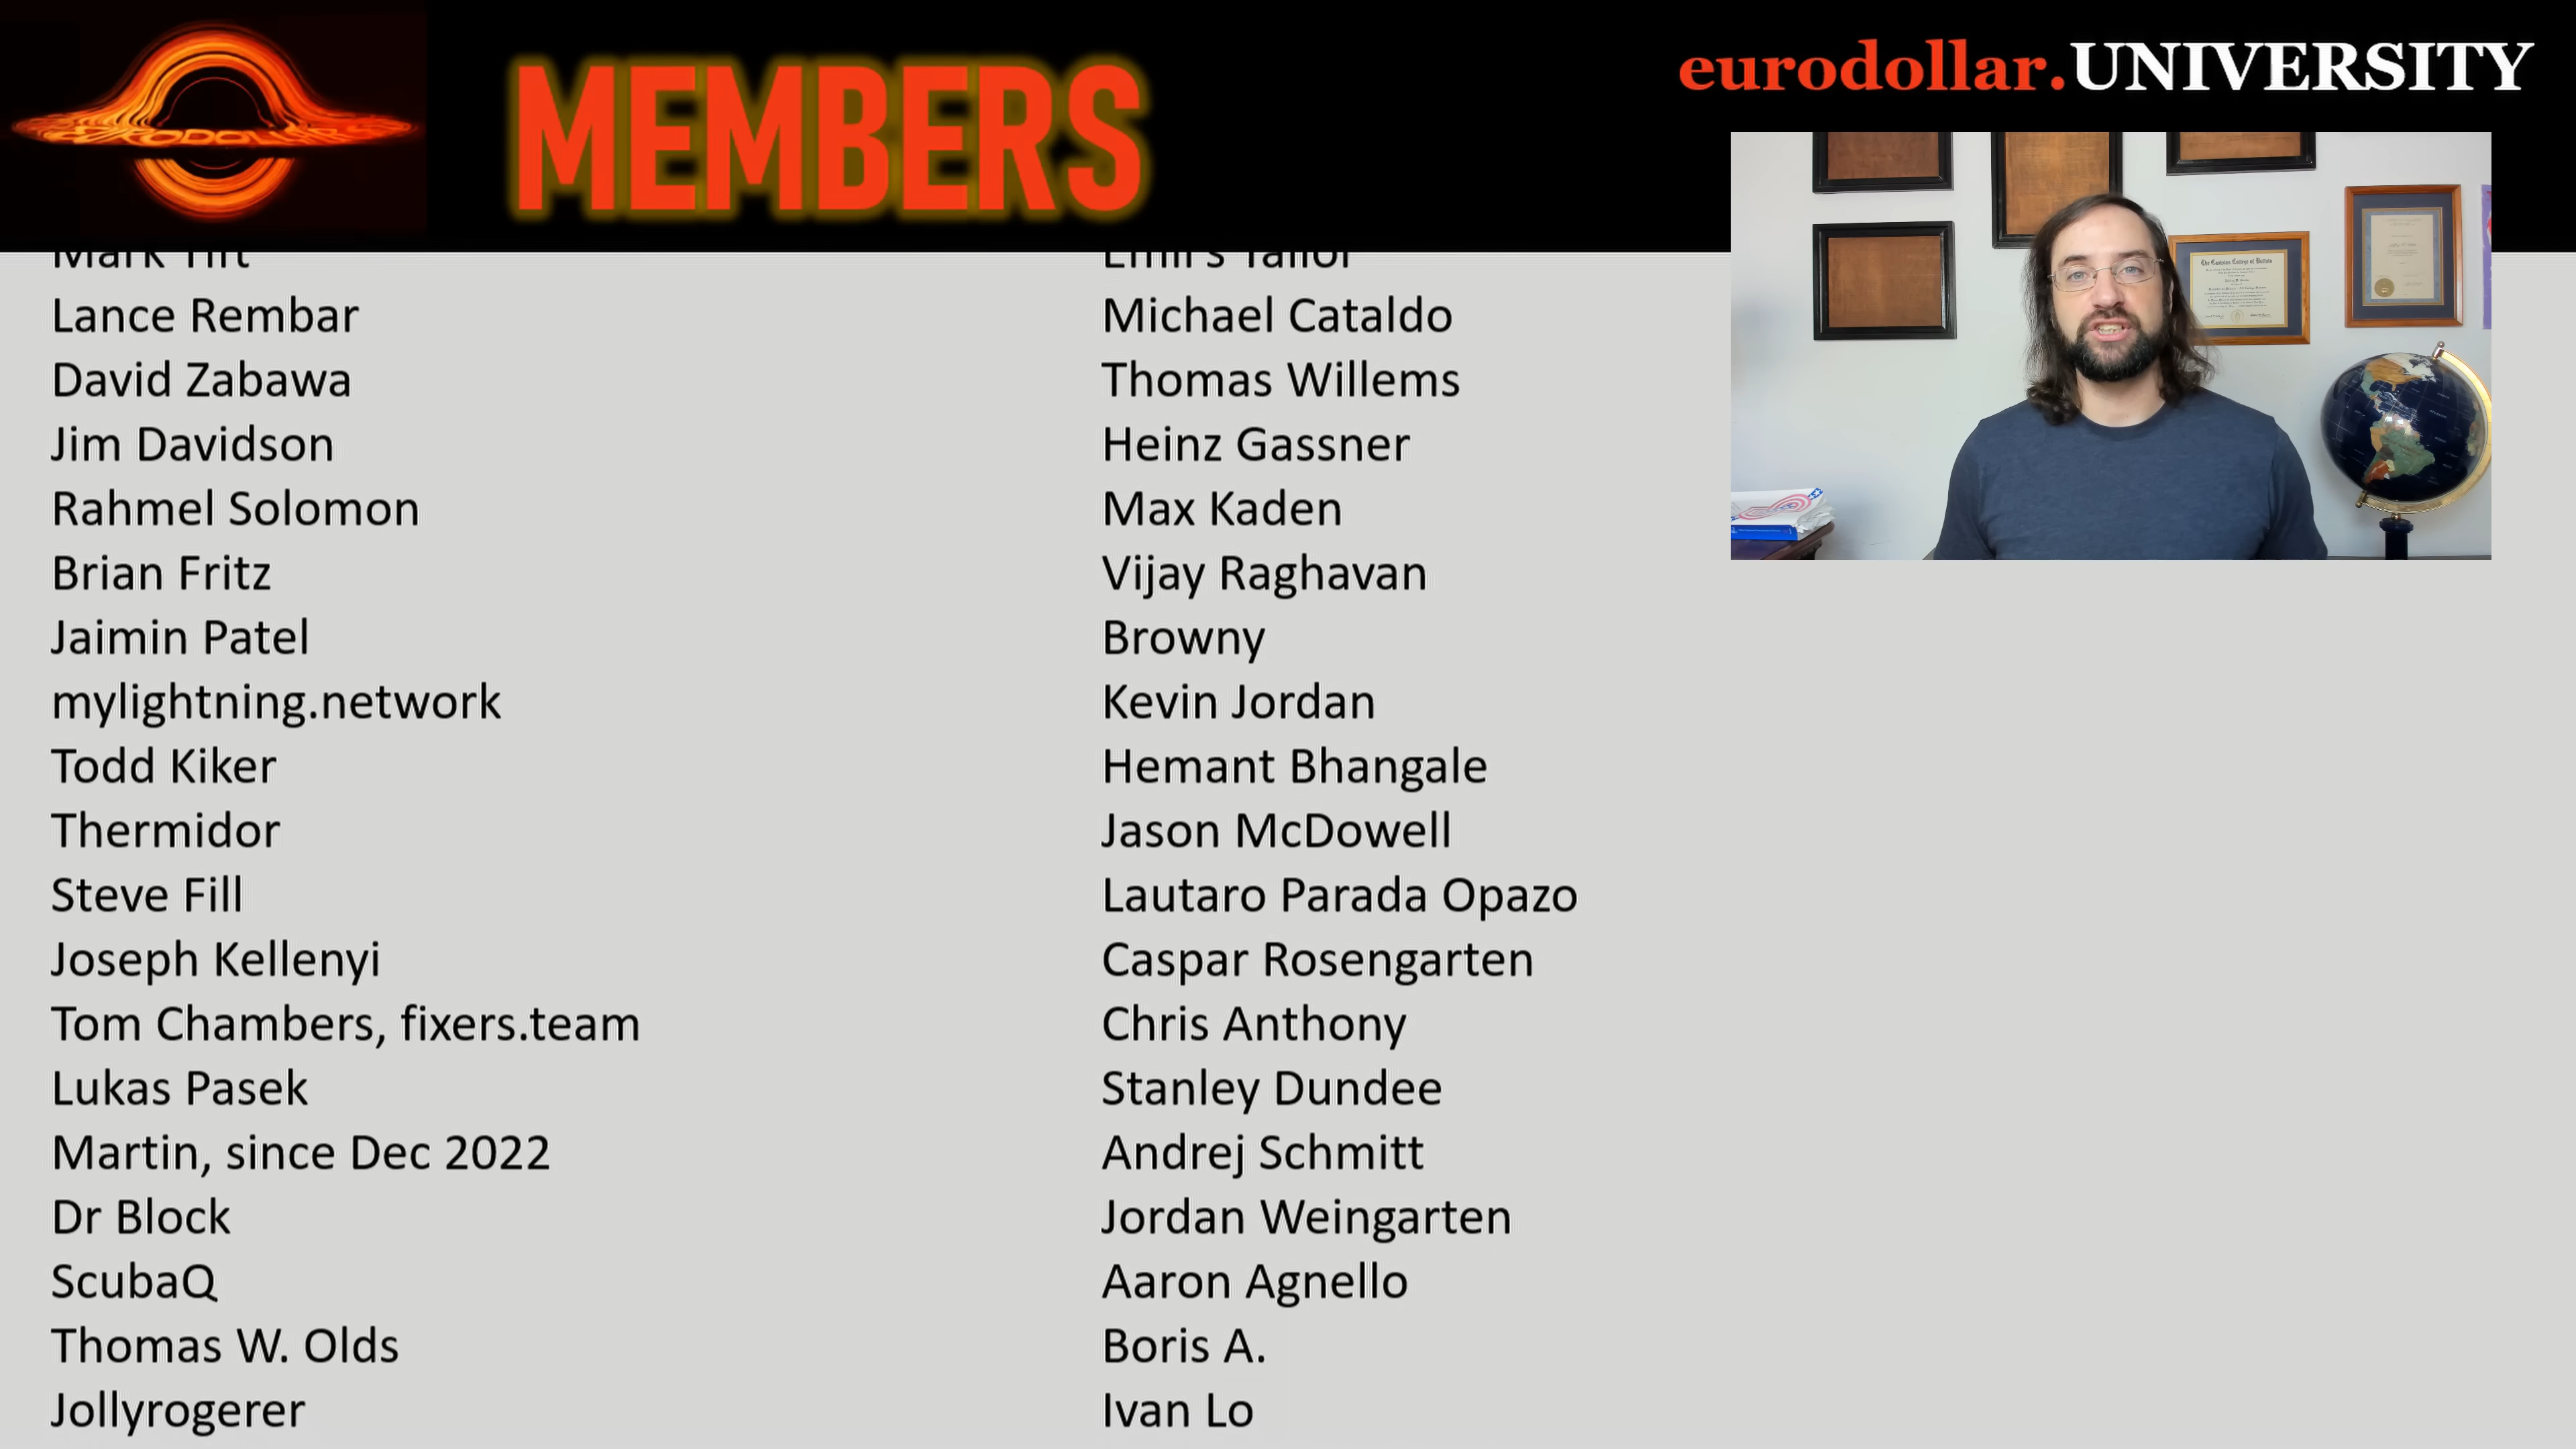 MEMBERS
eurodollar.UNIVERSITY
Lance Rembar
David Zabawa
Jim Davidson
Rahmel Solomon
Brian Fritz
Jaimin Patel
mylightning.network
Todd Kiker
Thermidor
Steve Fill
Joseph Kellenyi
Tom Chambers, fixers.team
Lukas Pasek
Martin, since Dec 2022
Dr Block
ScubaQ
Thomas W. Olds
Jollyrogerer
Michael Cataldo
Thomas Willems
Heinz Gassner
Max Kaden
Vijay Raghavan
Browny
Kevin Jordan
Hemant Bhangale
Jason McDowell
Lautaro Parada Opazo
Caspar Rosengarten
Chris Anthony
Stanley Dundee
Andrej Schmitt
Jordan Weingarten
Aaron Agnello
Boris A.
Ivan Lo